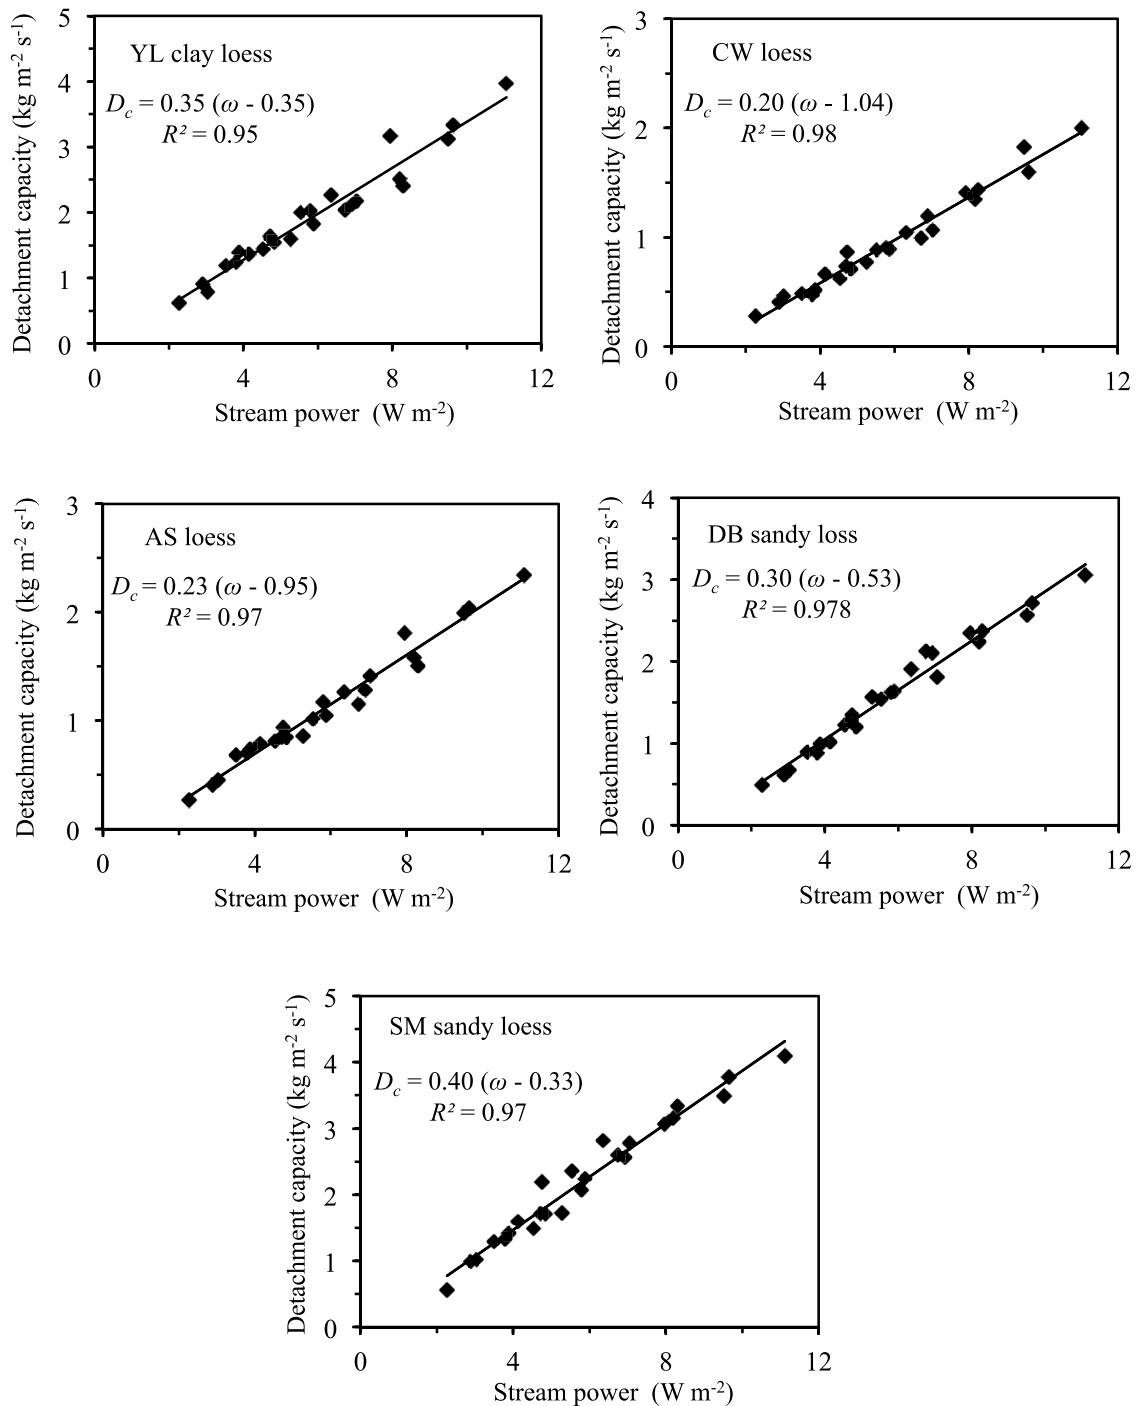 YL clay loess
D_c = 0.35 (ω - 0.35)
R² = 0.95
Detachment capacity (kg m⁻² s⁻¹)
5
4
3
2
1
0
0 4 8 12
Stream power (W m⁻²)
CW loess
D_c = 0.20 (ω - 1.04)
R² = 0.98
Detachment capacity (kg m⁻² s⁻¹)
3
2
1
0
0 4 8 12
Stream power (W m⁻²)
AS loess
D_c = 0.23 (ω - 0.95)
R² = 0.97
Detachment capacity (kg m⁻² s⁻¹)
3
2
1
0
0 4 8 12
Stream power (W m⁻²)
DB sandy loss
D_c = 0.30 (ω - 0.53)
R² = 0.978
Detachment capacity (kg m⁻² s⁻¹)
4
3
2
1
0
0 4 8 12
Stream power (W m⁻²)
SM sandy loess
D_c = 0.40 (ω - 0.33)
R² = 0.97
Detachment capacity (kg m⁻² s⁻¹)
5
4
3
2
1
0
0 4 8 12
Stream power (W m⁻²)